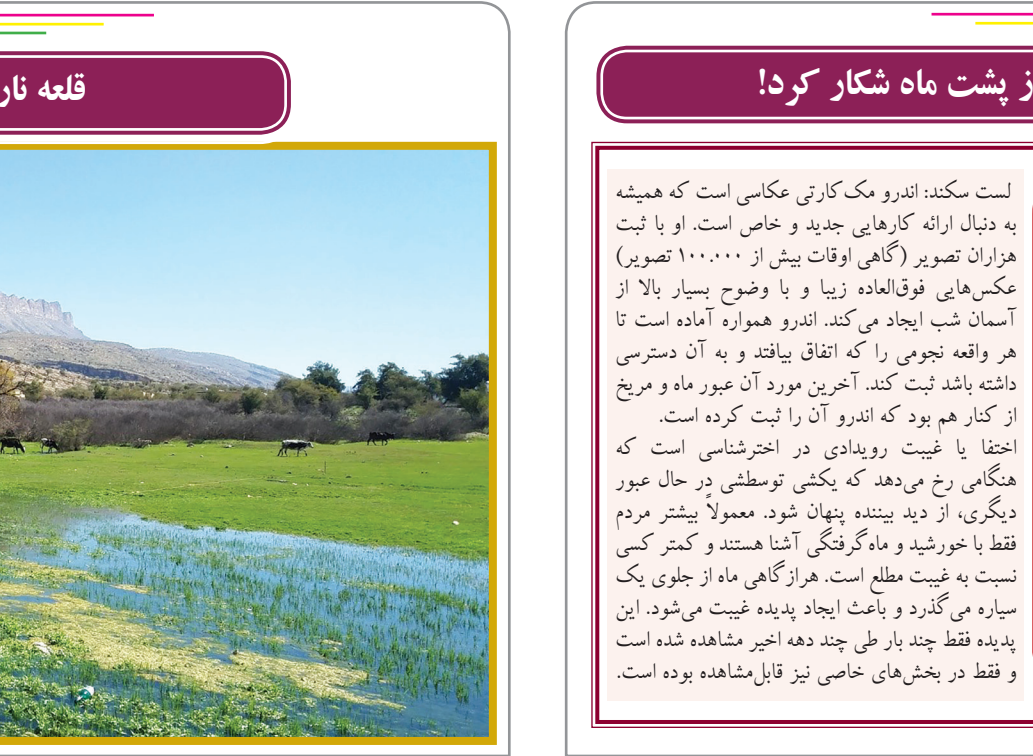 ز پشت ماه شکار کرد!
لست سکند: اندرو مک‌کارتی عکاسی است که همیشه
به دنبال ارائه کارهایی جدید و خاص است. او با ثبت
هزاران تصویر (گاهی اوقات بیش از ۱۰۰.۰۰۰ تصویر)
عکس‌هایی فوق‌العاده زیبا و با وضوح بسیار بالا از
آسمان شب ایجاد می‌کند. اندرو همواره آماده است تا
هر واقعه نجومی را که اتفاق بیافتد و به آن دسترسی
داشته باشد ثبت کند. آخرین مورد آن عبور ماه و مریخ
از کنار هم بود که اندرو آن را ثبت کرده است.
اختفا یا غیبت رویدادی در اخترشناسی است که
هنگامی رخ می‌دهد که یکشی توسطشی در حال عبور
دیگری، از دید بیننده پنهان شود. معمولاً بیشتر مردم
فقط با خورشید و ماه‌گرفتگی آشنا هستند و کمتر کسی
نسبت به غیبت مطلع است. هرازگاهی ماه از جلوی یک
سیاره می‌گذرد و باعث ایجاد پدیده غیبت می‌شود. این
پدیده فقط چند بار طی چند دهه اخیر مشاهده شده است
و فقط در بخش‌های خاصی نیز قابل‌مشاهده بوده است.
قلعه نار